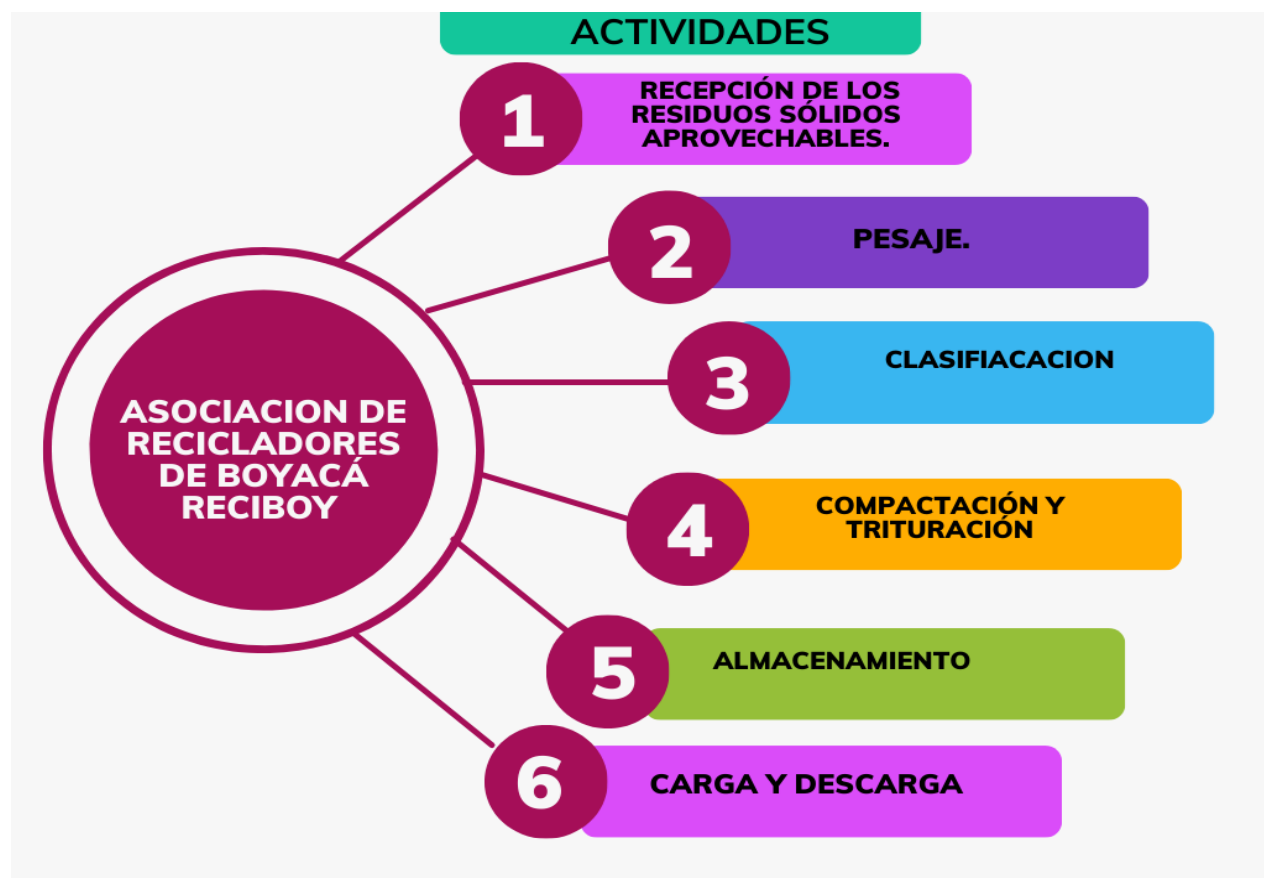 ACTIVIDADES
1
RECEPCIÓN DE LOS
RESIDUOS SÓLIDOS
APROVECHABLES.
2
PESAJE.
3
CLASIFIACACION
ASOCIACION DE
RECICLADORES
DE BOYACÁ
RECIBOY
4
COMPACTACIÓN Y
TRITURACIÓN
5
ALMACENAMIENTO
6
CARGA Y DESCARGA